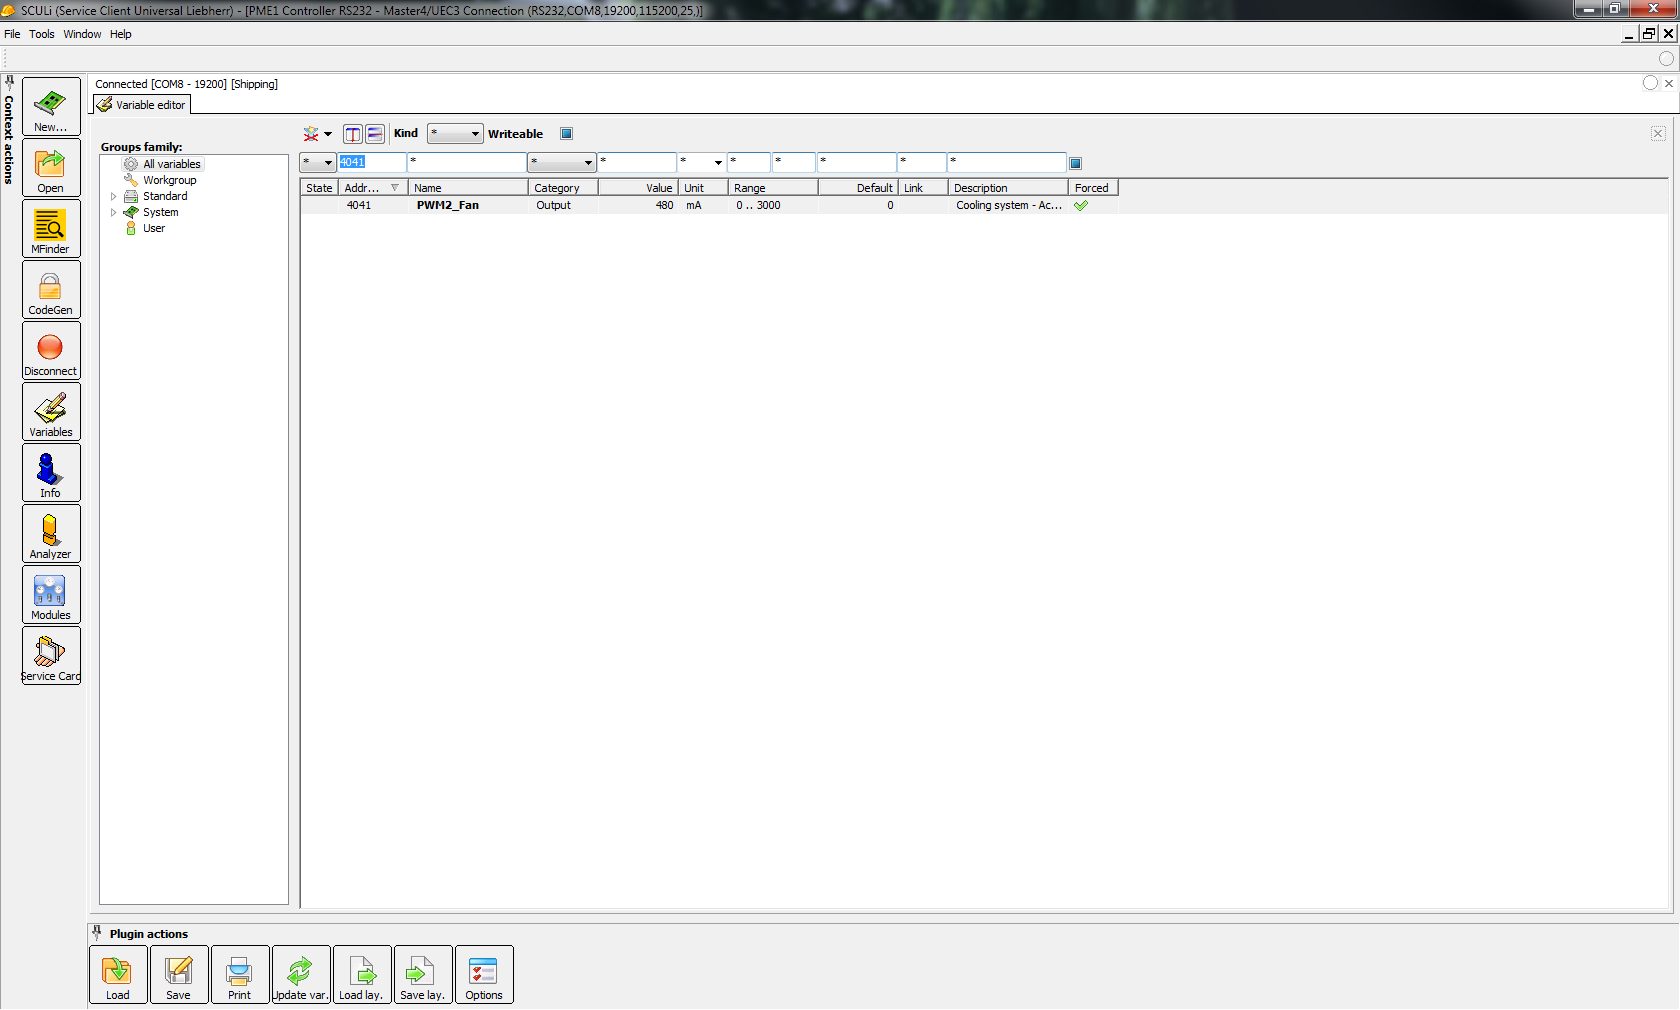 SCULi (Service Client Universal Liebherr) - [PME1 Controller RS232 - Master4/UEC3 Connection (RS232,COM8,19200,115200,25,)]
File Tools Window Help
Context actions
New...
Open
MFinder
CodeGen
Disconnect
Variables
Info
Analyzer
Modules
Service Card
Connected [COM8 - 19200] [Shipping]
Variable editor
Groups family:
All variables
Workgroup
Standard
System
User
Kind * Writeable
* 4041 * * * * * * * * *
State Addr... Name Category Value Unit Range Default Link Description Forced
4041 PWM2_Fan Output 480 mA 0 .. 3000 0 Cooling system - Ac...
Plugin actions
Load Save Print Update var. Load lay. Save lay. Options